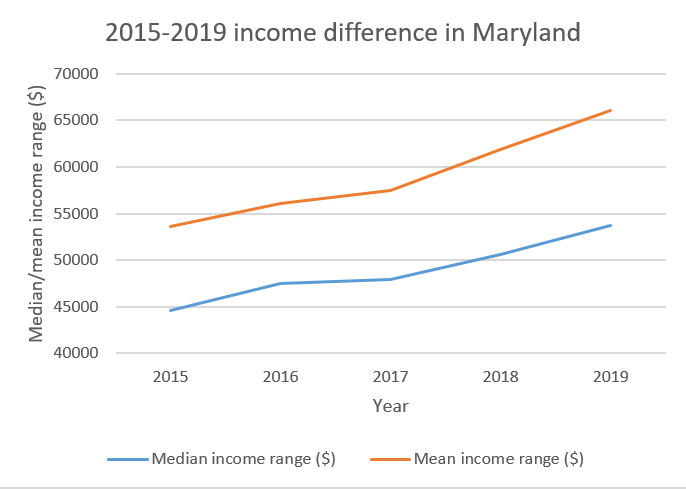 2015-2019 income difference in Maryland
Median/mean income range ($)
70000
65000
60000
55000
50000
45000
40000
2015 2016 2017 2018 2019
Year
Median income range ($) Mean income range ($)